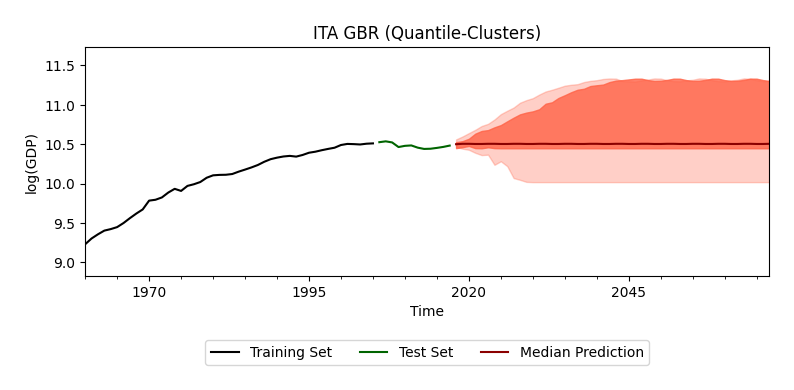 ITA GBR (Quantile-Clusters)
11.5
11.0
10.5
10.0
9.5
9.0
log(GDP)
1970 1995 2020 2045
Time
Training Set Test Set Median Prediction